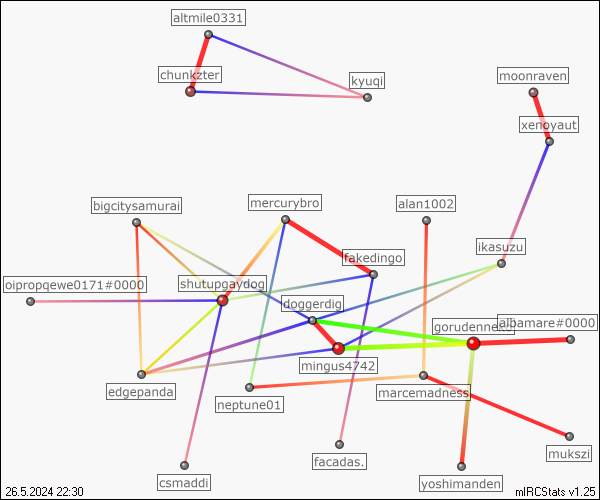 altmile0331
chunkzter
kyuqi
moonraven
xenoyaut
bigcitysamurai
mercurybro
alan1002
ikasuzu
fakedingo
oipropqewe0171#0000
shutupgaydog
doggerdig
albamare#0000
mingus4742
edgepanda
marcemadness
neptune01
mukszi
facadas.
csmaddi
yoshimanden
26.5.2024 22:30
mIRCStats v1.25